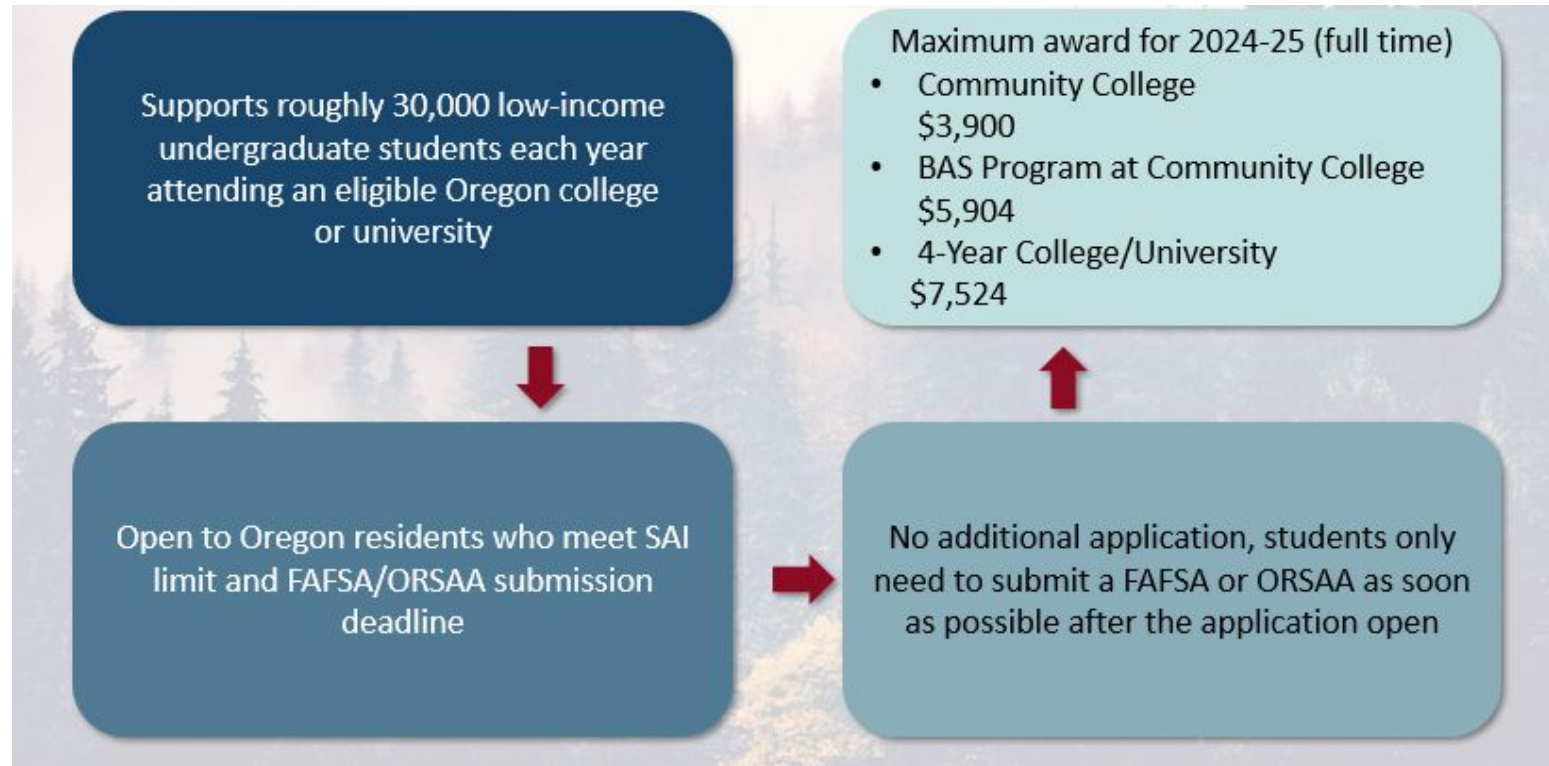 Supports roughly 30,000 low-income
undergraduate students each year
attending an eligible Oregon college
or university
Open to Oregon residents who meet SAI
limit and FAFSA/ORSAA submission
deadline
No additional application, students only
need to submit a FAFSA or ORSAA as soon
as possible after the application open
Maximum award for 2024-25 (full time)
• Community College
$3,900
• BAS Program at Community College
$5,904
• 4-Year College/University
$7,524